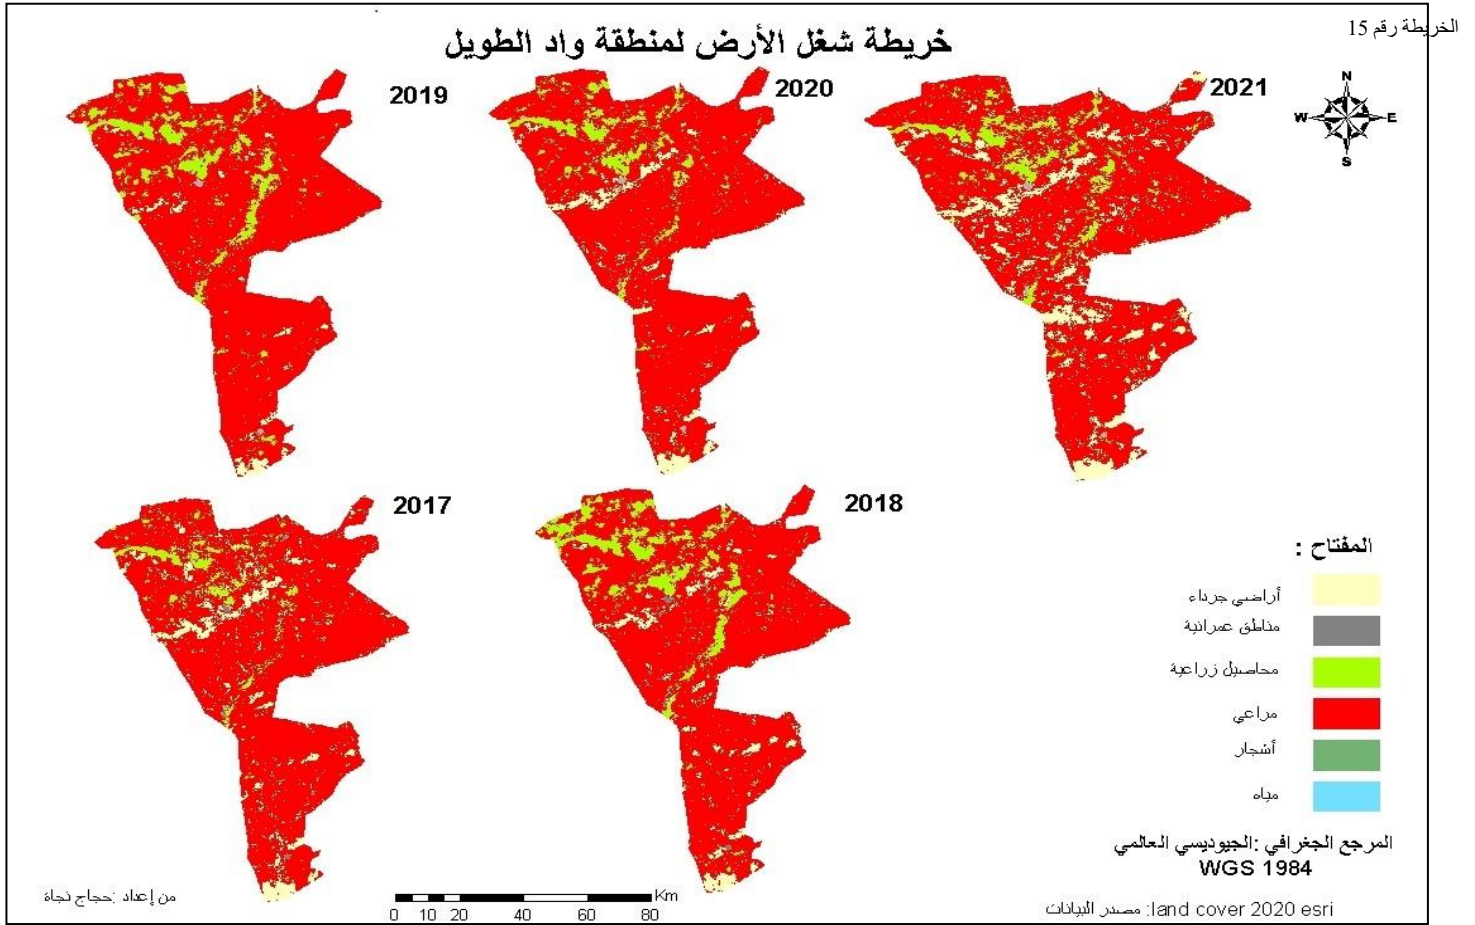 الخريطة رقم 15
خريطة شغل الأرض لمنطقة واد الطويل
2019
2020
2021
N
W
E
S
2017
2018
المفتاح :
أراضي جرداء
مناطق عمرانية
محاصيل زراعية
مراعي
أشجار
مياه
المرجع الجغرافي :الجيوديسي العالمي
WGS 1984
من إعداد :حجاج نجاة
Km
0 10 20 40 60 80
land cover 2020 esri: مصدر البيانات